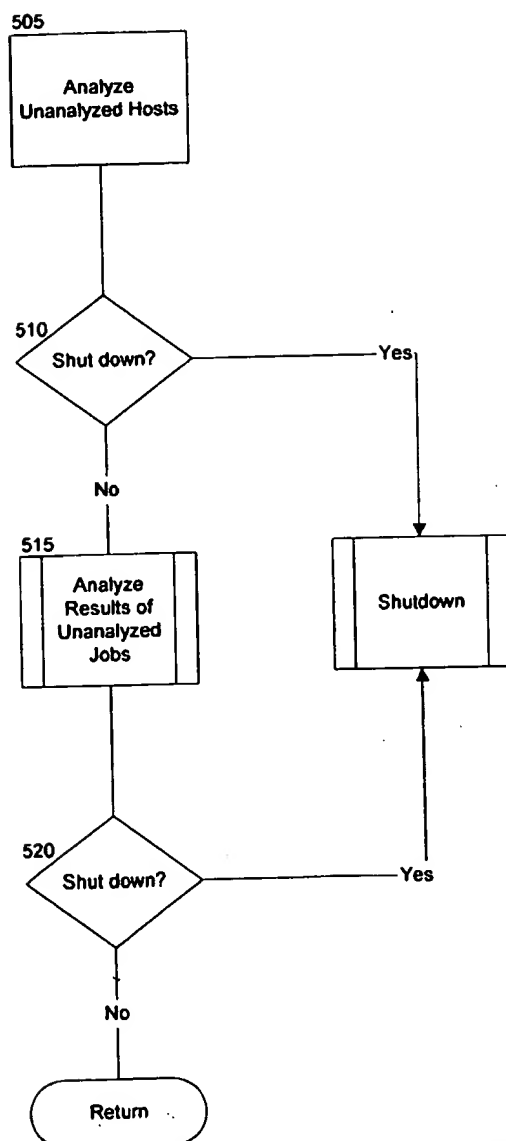 505
Analyze
Unanalyzed Hosts
510
Shut down?
Yes
No
515
Analyze
Results of
Unanalyzed
Jobs
Shutdown
520
Shut down?
Yes
No
Return